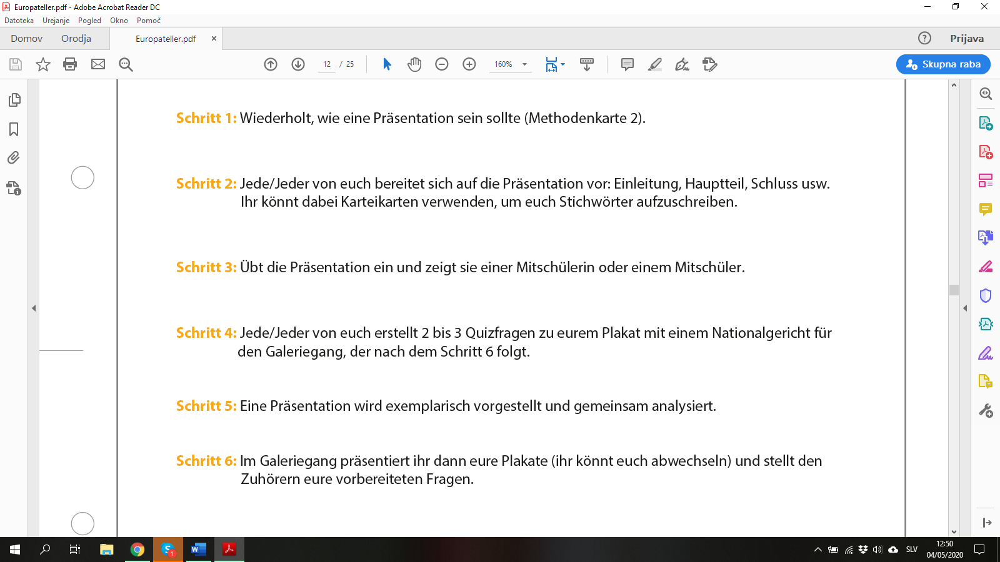 Europateller.pdf - Adobe Acrobat Reader DC
Datoteka Urejanje Pogled Okno Pomoč
Domov Orodja Europateller.pdf × Prijava
12 / 25 160% Skupna raba
Schritt 1: Wiederholt, wie eine Präsentation sein sollte (Methodenkarte 2).
Schritt 2: Jede/Jeder von euch bereitet sich auf die Präsentation vor: Einleitung, Hauptteil, Schluss usw.
Ihr könnt dabei Karteikarten verwenden, um euch Stichwörter aufzuschreiben.
Schritt 3: Übt die Präsentation ein und zeigt sie einer Mitschülerin oder einem Mitschüler.
Schritt 4: Jede/Jeder von euch erstellt 2 bis 3 Quizfragen zu eurem Plakat mit einem Nationalgericht für
den Galeriegang, der nach dem Schritt 6 folgt.
Schritt 5: Eine Präsentation wird exemplarisch vorgestellt und gemeinsam analysiert.
Schritt 6: Im Galeriegang präsentiert ihr dann eure Plakate (ihr könnt euch abwechseln) und stellt den
Zuhörern eure vorbereiteten Fragen.
SLV 12:50
04/05/2020